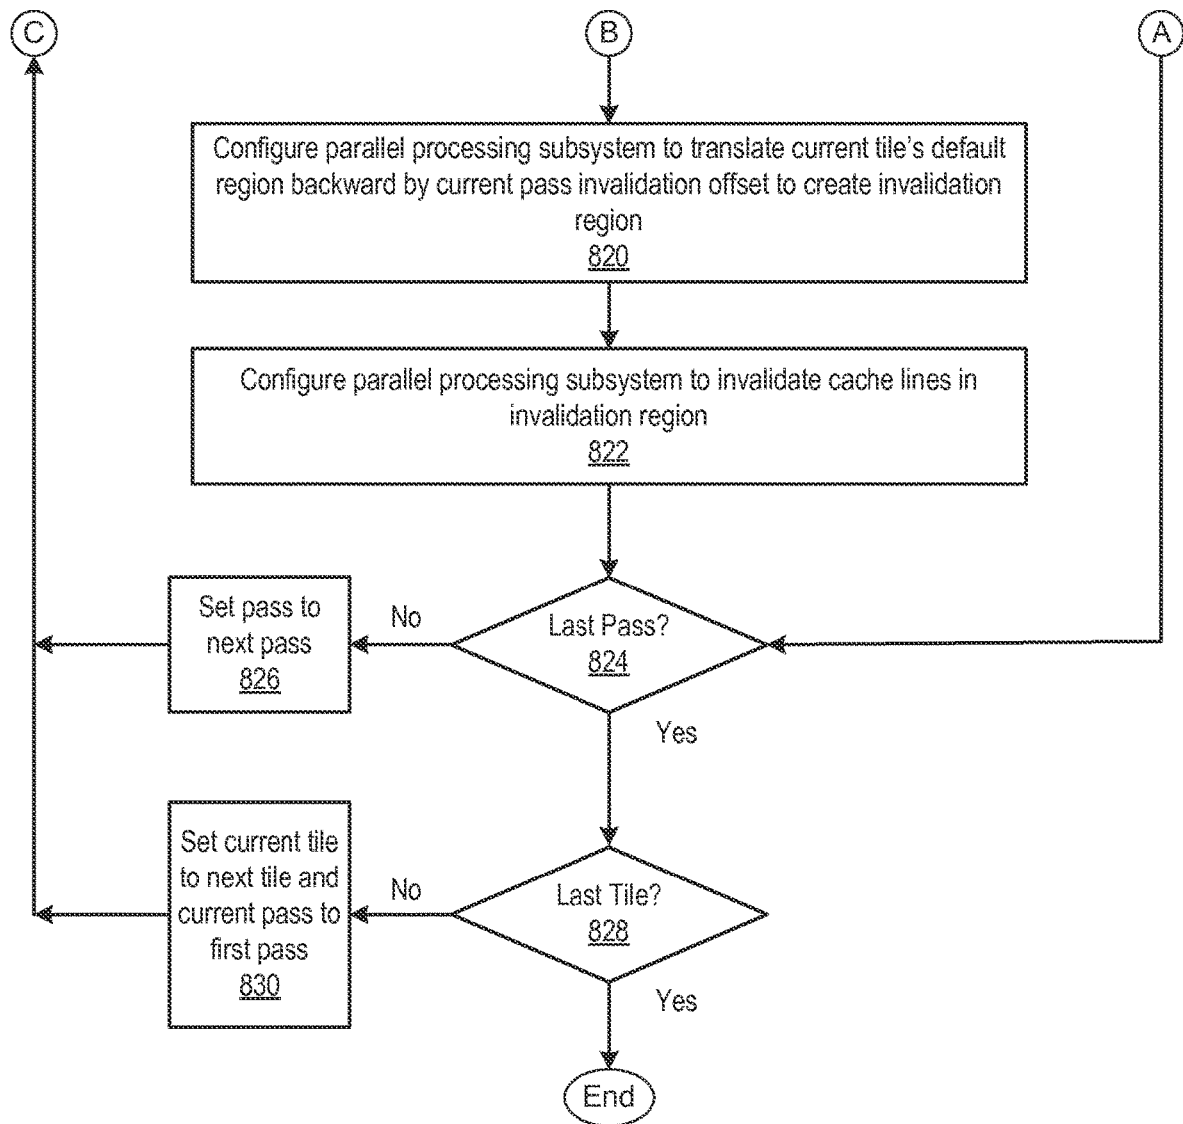 C
B
A
Configure parallel processing subsystem to translate current tile's default
region backward by current pass invalidation offset to create invalidation
region
820
Configure parallel processing subsystem to invalidate cache lines in
invalidation region
822
Set pass to
next pass
826
No
Last Pass?
824
Yes
Set current tile
to next tile and
current pass to
first pass
830
No
Last Tile?
828
Yes
End